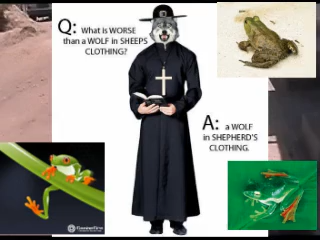 Q: What is WORSE
than a WOLF in SHEEPS
CLOTHING?
A: a WOLF
in SHEPHERD'S
CLOTHING.